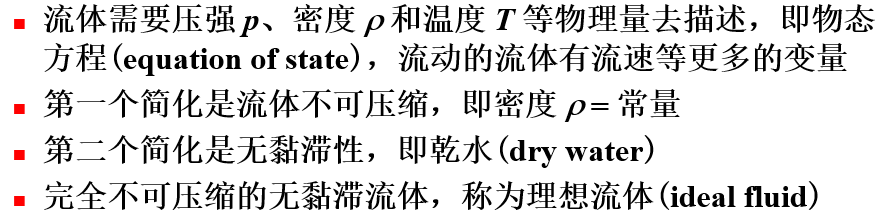 ▪ 流体需要压强 p、密度 ρ 和温度 T 等物理量去描述，即物态
方程(equation of state)，流动的流体有流速等更多的变量
▪ 第一个简化是流体不可压缩，即密度 ρ = 常量
▪ 第二个简化是无黏滞性，即乾水(dry water)
▪ 完全不可压缩的无黏滞流体，称为理想流体(ideal fluid)